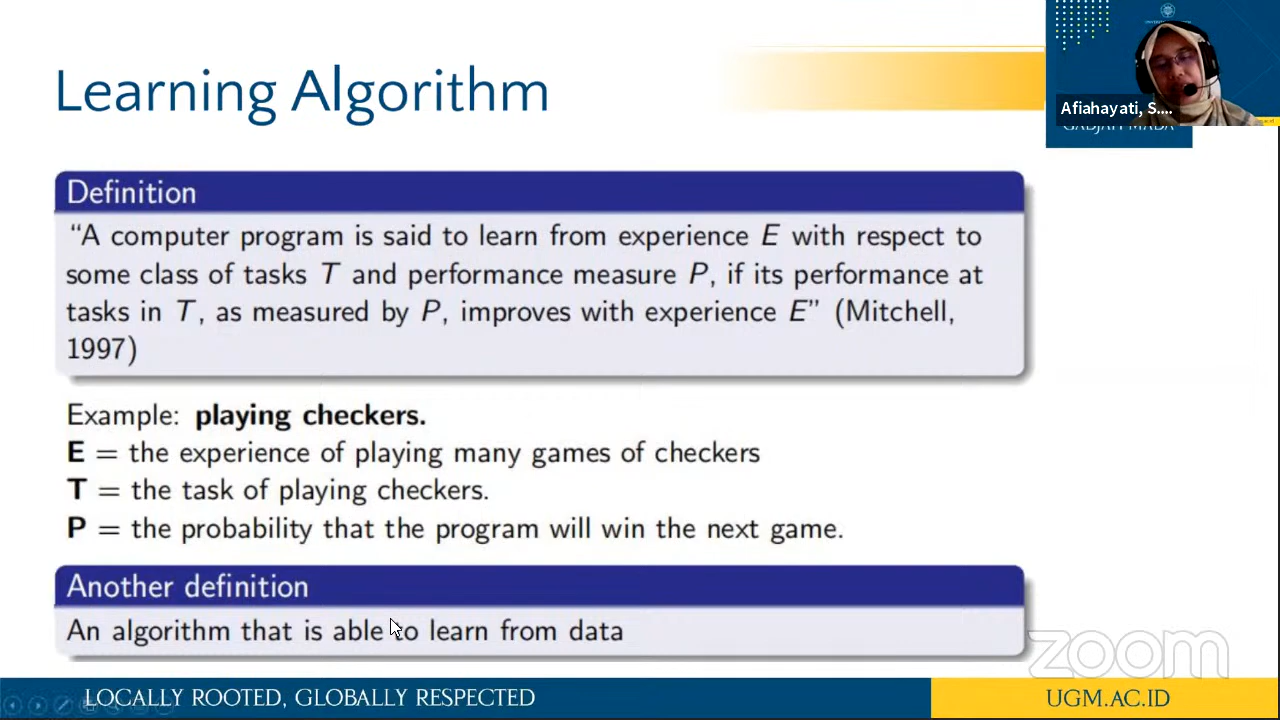 Learning Algorithm
Afiahayati, S....
GADJAH MADA
Definition
“A computer program is said to learn from experience E with respect to
some class of tasks T and performance measure P, if its performance at
tasks in T, as measured by P, improves with experience E” (Mitchell,
1997)
Example: playing checkers.
E = the experience of playing many games of checkers
T = the task of playing checkers.
P = the probability that the program will win the next game.
Another definition
An algorithm that is able to learn from data
zoom
LOCALLY ROOTED, GLOBALLY RESPECTED
UGM.AC.ID